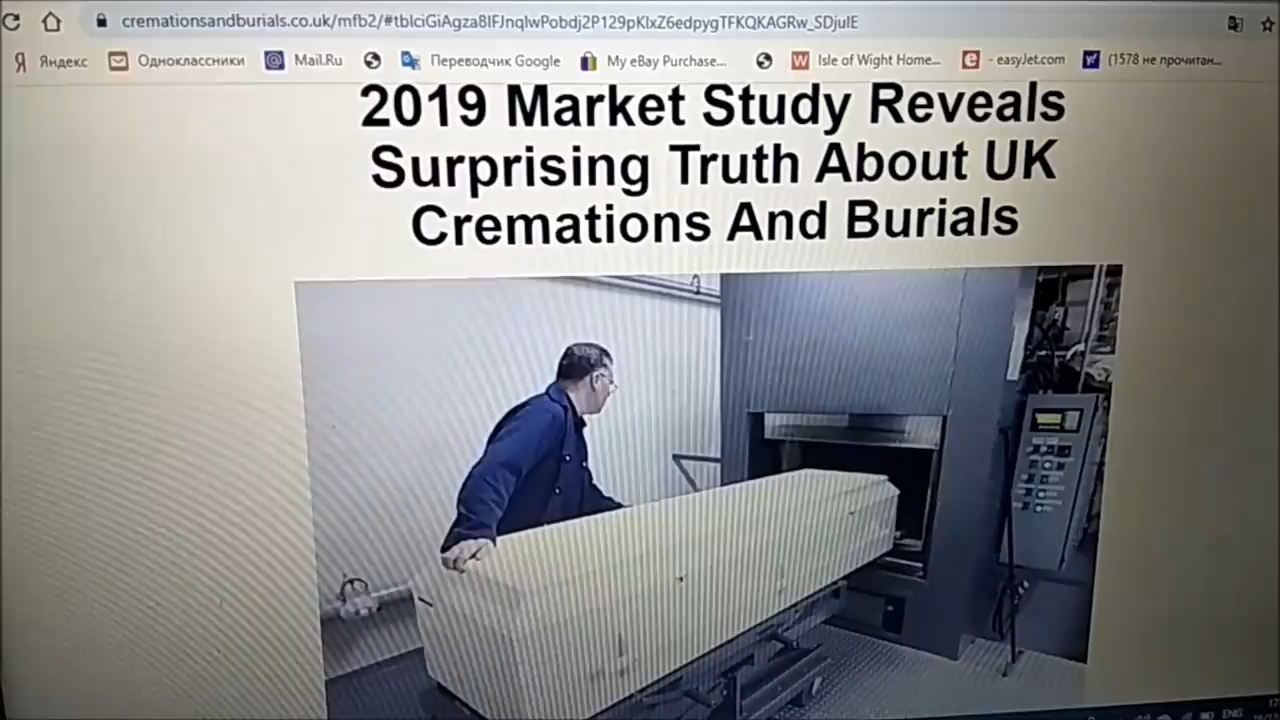 cremationsandburials.co.uk/mfb2/#tblciGiAgza8IFJnqlwPobdj2P129pKlxZ6edpygTFKQKAGRw_SDjulE
Яндекс Одноклассники Mail.Ru Переводчик Google My eBay Purchase... Isle of Wight Home... - easyJet.com (1578 не прочитан...
2019 Market Study Reveals
Surprising Truth About UK
Cremations And Burials
ENG